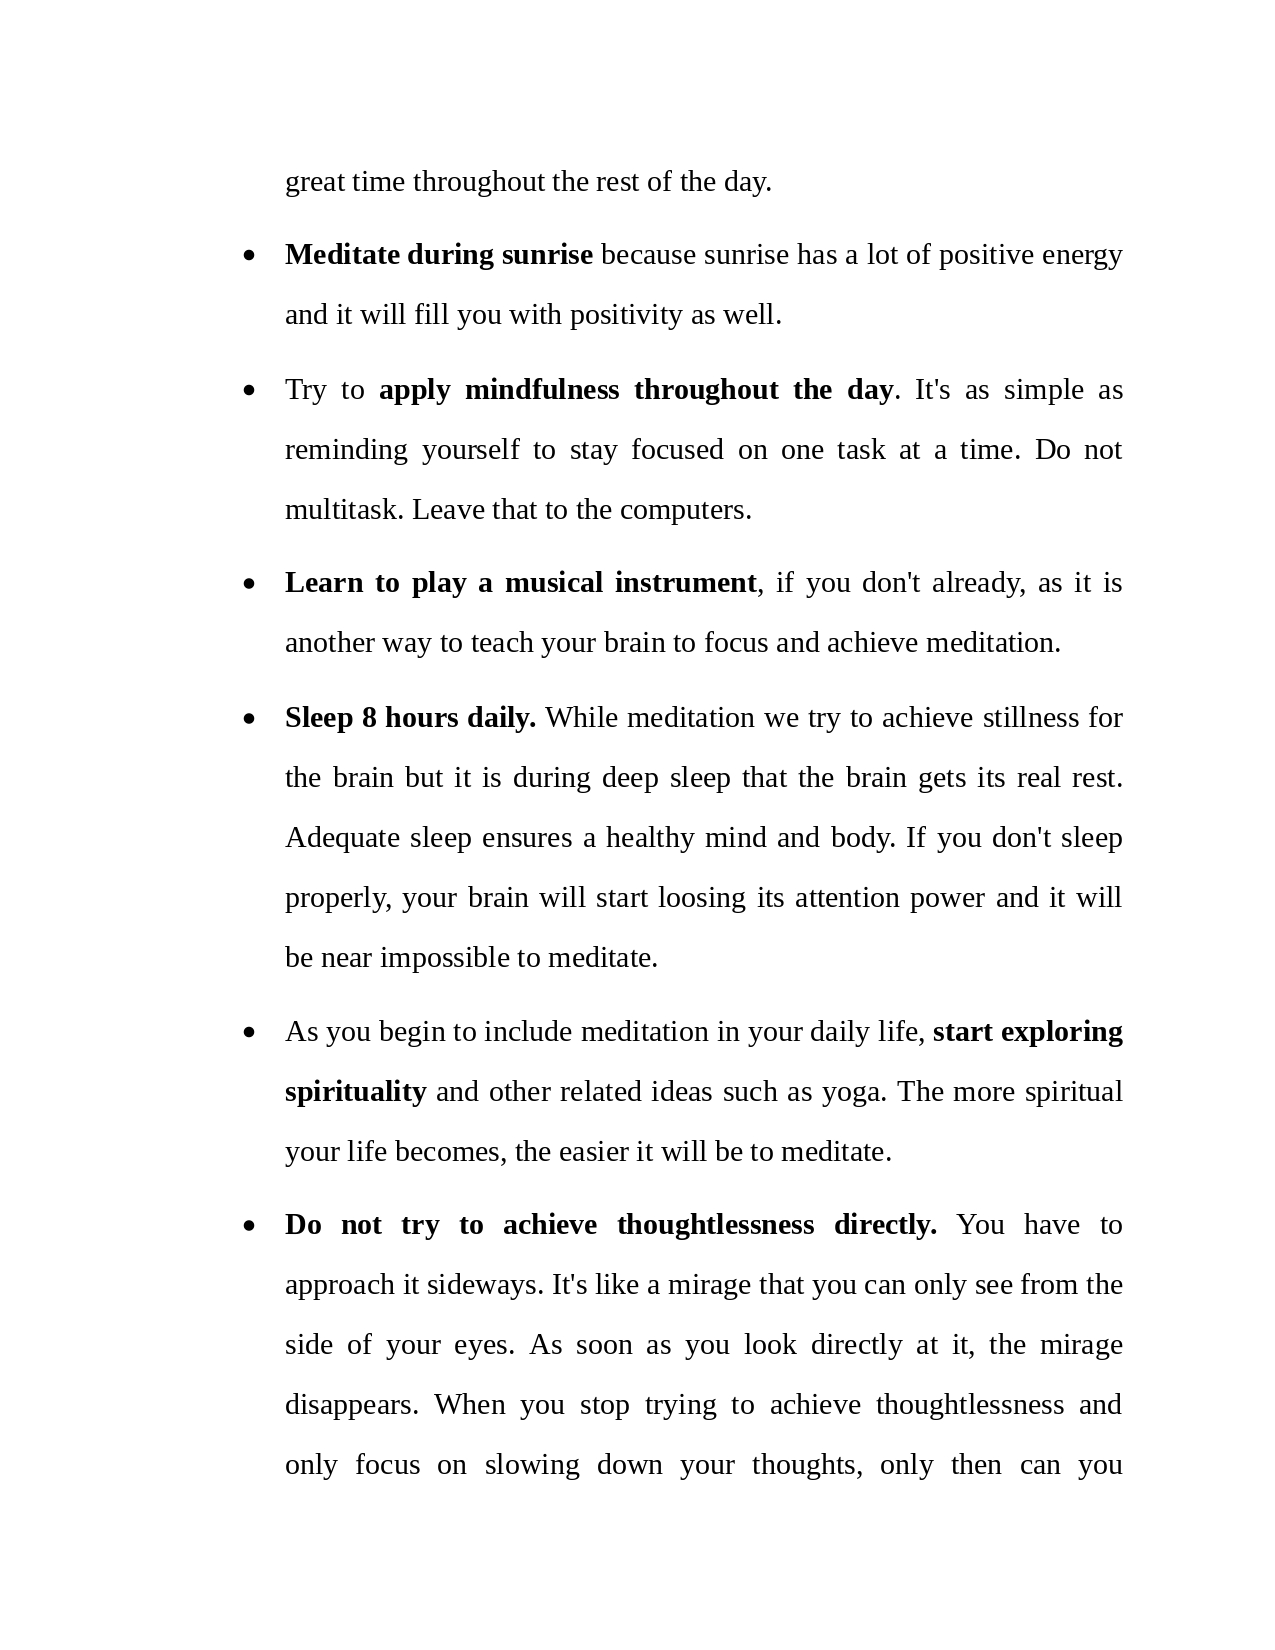 great time throughout the rest of the day.
• Meditate during sunrise because sunrise has a lot of positive energy
and it will fill you with positivity as well.
• Try to apply mindfulness throughout the day. It's as simple as
reminding yourself to stay focused on one task at a time. Do not
multitask. Leave that to the computers.
• Learn to play a musical instrument, if you don't already, as it is
another way to teach your brain to focus and achieve meditation.
• Sleep 8 hours daily. While meditation we try to achieve stillness for
the brain but it is during deep sleep that the brain gets its real rest.
Adequate sleep ensures a healthy mind and body. If you don't sleep
properly, your brain will start loosing its attention power and it will
be near impossible to meditate.
• As you begin to include meditation in your daily life, start exploring
spirituality and other related ideas such as yoga. The more spiritual
your life becomes, the easier it will be to meditate.
• Do not try to achieve thoughtlessness directly. You have to
approach it sideways. It's like a mirage that you can only see from the
side of your eyes. As soon as you look directly at it, the mirage
disappears. When you stop trying to achieve thoughtlessness and
only focus on slowing down your thoughts, only then can you